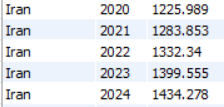 Iran 2020 1225.989
Iran 2021 1283.853
Iran 2022 1332.34
Iran 2023 1399.555
Iran 2024 1434.278